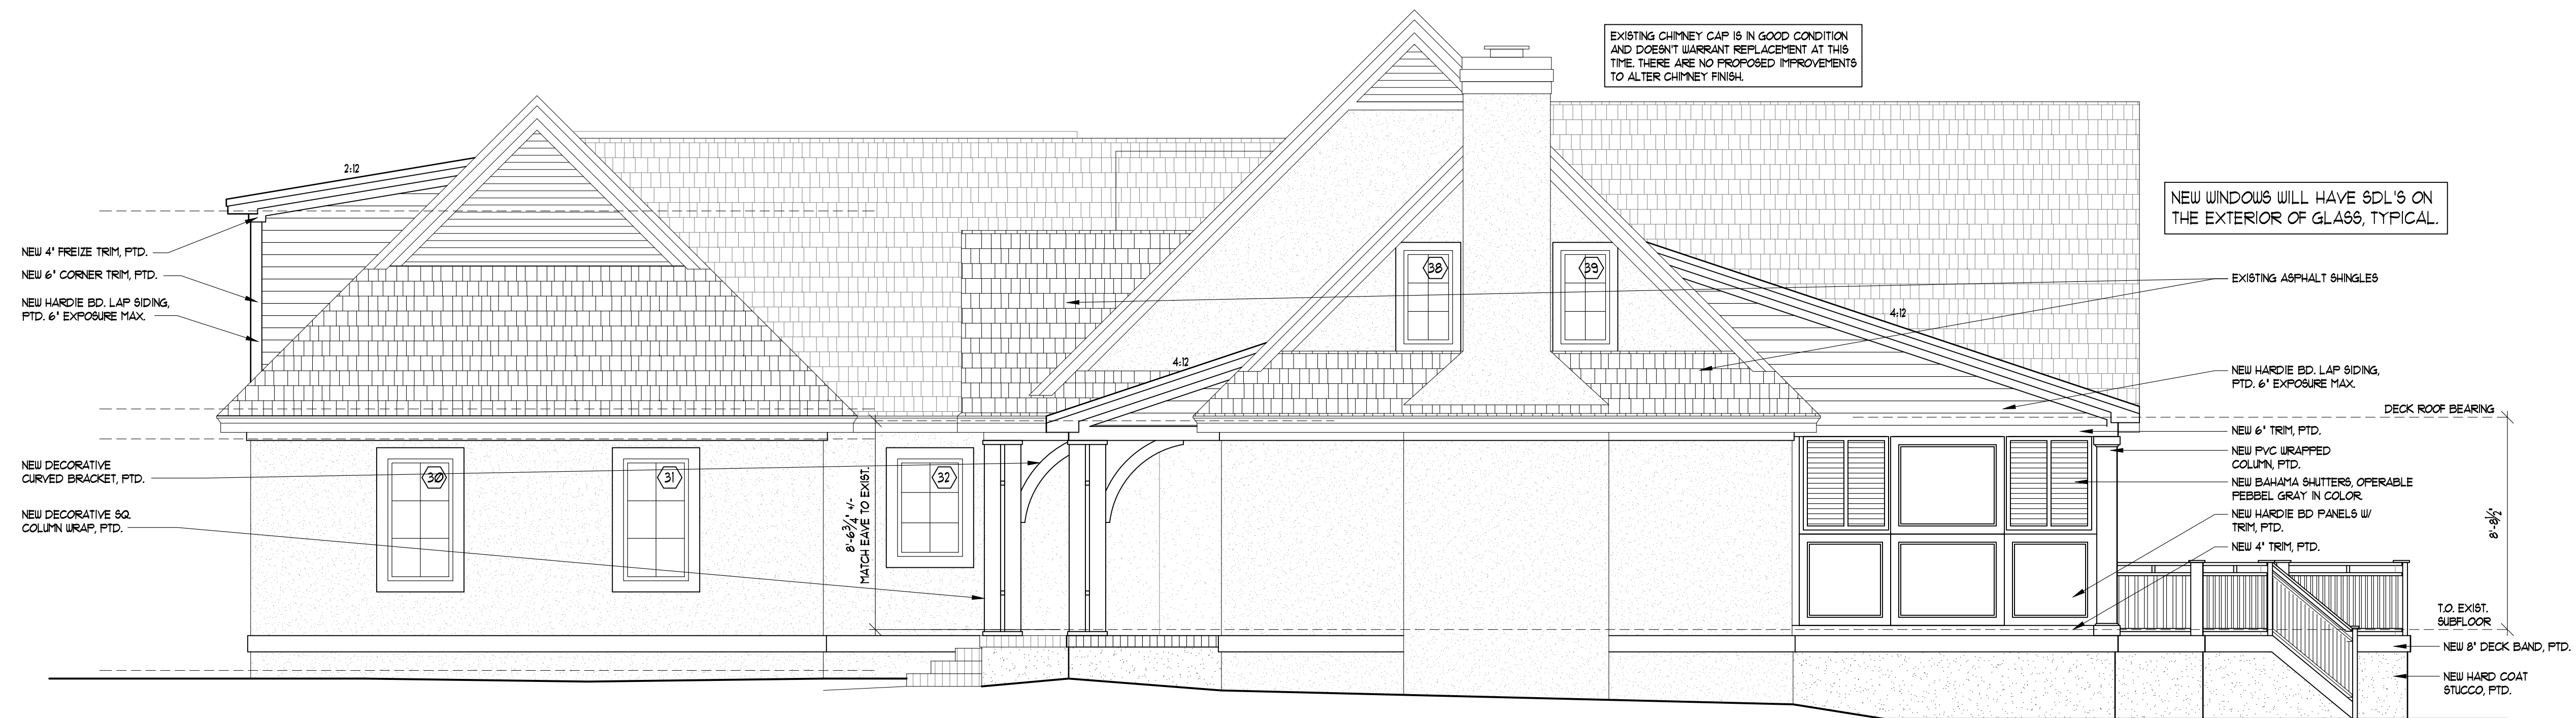 EXISTING CHIMNEY CAP IS IN GOOD CONDITION
AND DOESN'T WARRANT REPLACEMENT AT THIS
TIME. THERE ARE NO PROPOSED IMPROVEMENTS
TO ALTER CHIMNEY FINISH.
2:12
NEW WINDOWS WILL HAVE SDL'S ON
THE EXTERIOR OF GLASS, TYPICAL.
NEW 4" FREIZE TRIM, PTD.
NEW 6" CORNER TRIM, PTD.
NEW HARDIE BD. LAP SIDING,
PTD. 6" EXPOSURE MAX.
38
39
EXISTING ASPHALT SHINGLES
4:12
4:12
NEW HARDIE BD. LAP SIDING,
PTD. 6" EXPOSURE MAX.
DECK ROOF BEARING
NEW 6" TRIM, PTD.
NEW PVC WRAPPED
COLUMN, PTD.
NEW BAHAMA SHUTTERS, OPERABLE
PEBBEL GRAY IN COLOR
NEW HARDIE BD PANELS W/
TRIM, PTD.
NEW 4" TRIM, PTD.
NEW DECORATIVE
CURVED BRACKET, PTD.
NEW DECORATIVE SQ.
COLUMN WRAP, PTD.
30
31
32
8'-6 3/4" +/-
MATCH EAVE TO EXIST.
8'-8 1/2"
T.O. EXIST.
SUBFLOOR
NEW 8" DECK BAND, PTD.
NEW HARD COAT
STUCCO, PTD.